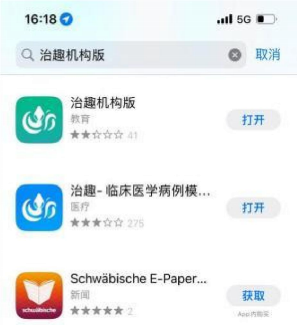 16:18
5G
治趣机构版
取消
治趣机构版
教育
41
打开
治趣- 临床医学病例模...
医疗
275
打开
Schwäbische E-Paper...
新闻
2
schwäbische
获取
App内购买